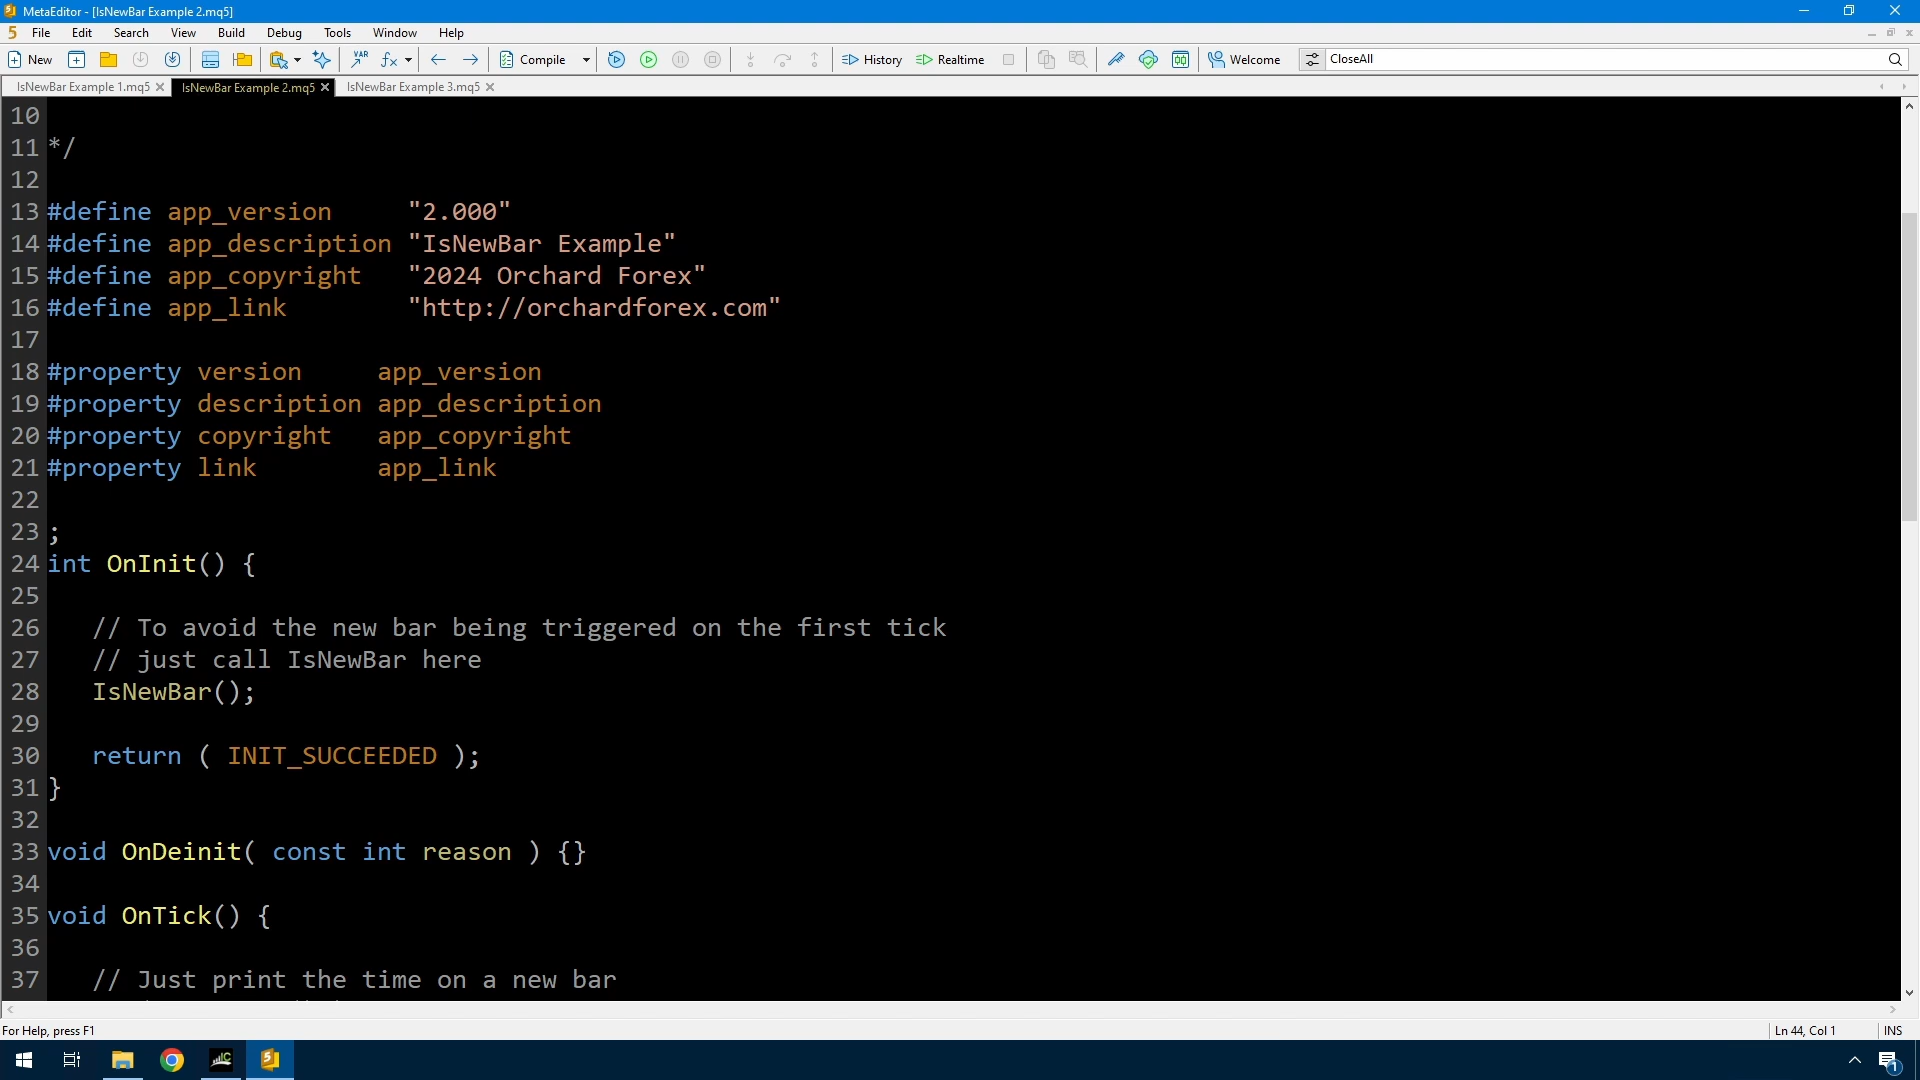 MetaEditor - [IsNewBar Example 2.mq5]
File Edit Search View Build Debug Tools Window Help
New VAR Compile History Realtime Welcome CloseAll
IsNewBar Example 1.mq5 IsNewBar Example 2.mq5 IsNewBar Example 3.mq5
10
11 */
12
13 #define app_version "2.000"
14 #define app_description "IsNewBar Example"
15 #define app_copyright "2024 Orchard Forex"
16 #define app_link "http://orchardforex.com"
17
18 #property version app_version
19 #property description app_description
20 #property copyright app_copyright
21 #property link app_link
22
23 ;
24 int OnInit() {
25
26 // To avoid the new bar being triggered on the first tick
27 // just call IsNewBar here
28 IsNewBar();
29
30 return ( INIT_SUCCEEDED );
31 }
32
33 void OnDeinit( const int reason ) {}
34
35 void OnTick() {
36
37 // Just print the time on a new bar
For Help, press F1 Ln 44, Col 1 INS